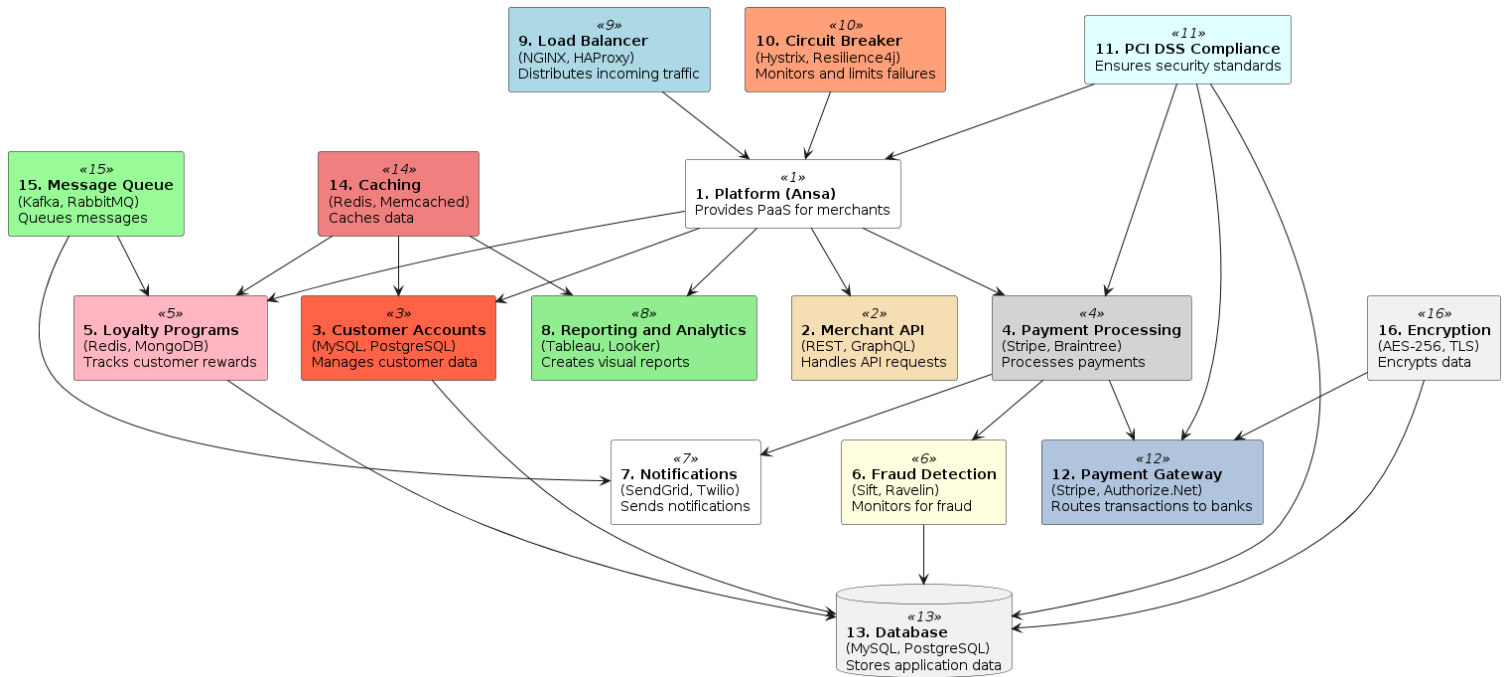 «9»
9. Load Balancer
(NGINX, HAProxy)
Distributes incoming traffic
«10»
10. Circuit Breaker
(Hystrix, Resilience4j)
Monitors and limits failures
«11»
11. PCI DSS Compliance
Ensures security standards
«15»
15. Message Queue
(Kafka, RabbitMQ)
Queues messages
«14»
14. Caching
(Redis, Memcached)
Caches data
«1»
1. Platform (Ansa)
Provides PaaS for merchants
«5»
5. Loyalty Programs
(Redis, MongoDB)
Tracks customer rewards
«3»
3. Customer Accounts
(MySQL, PostgreSQL)
Manages customer data
«8»
8. Reporting and Analytics
(Tableau, Looker)
Creates visual reports
«2»
2. Merchant API
(REST, GraphQL)
Handles API requests
«4»
4. Payment Processing
(Stripe, Braintree)
Processes payments
«16»
16. Encryption
(AES-256, TLS)
Encrypts data
«7»
7. Notifications
(SendGrid, Twilio)
Sends notifications
«6»
6. Fraud Detection
(Sift, Ravelin)
Monitors for fraud
«12»
12. Payment Gateway
(Stripe, Authorize.Net)
Routes transactions to banks
«13»
13. Database
(MySQL, PostgreSQL)
Stores application data